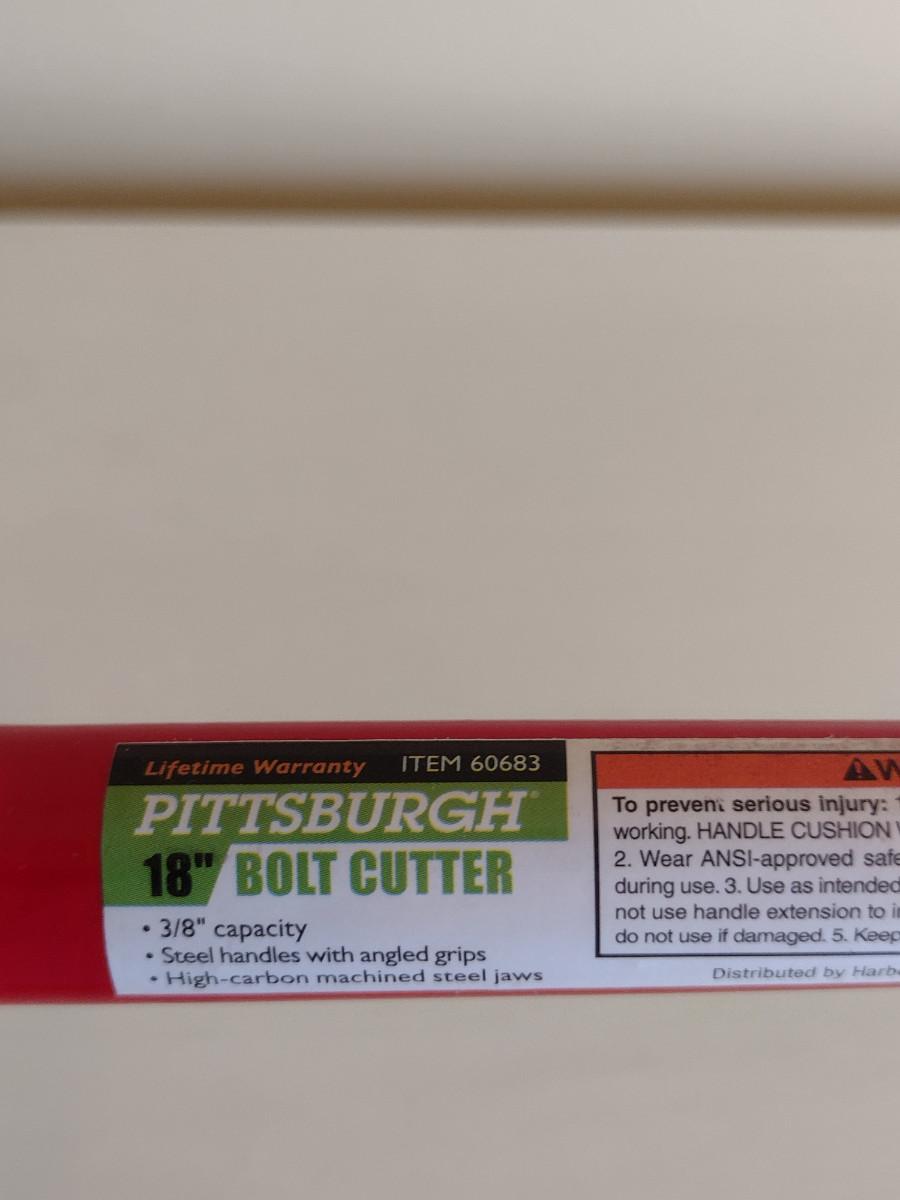 Lifetime Warranty ITEM 60683
PITTSBURGH
18" BOLT CUTTER
• 3/8" capacity
• Steel handles with angled grips
• High-carbon machined steel jaws
To prevent serious injury:
working. HANDLE CUSHION
2. Wear ANSI-approved
during use. 3. Use as intended
not use handle extension to
do not use if damaged. 5. Keep
Distributed by